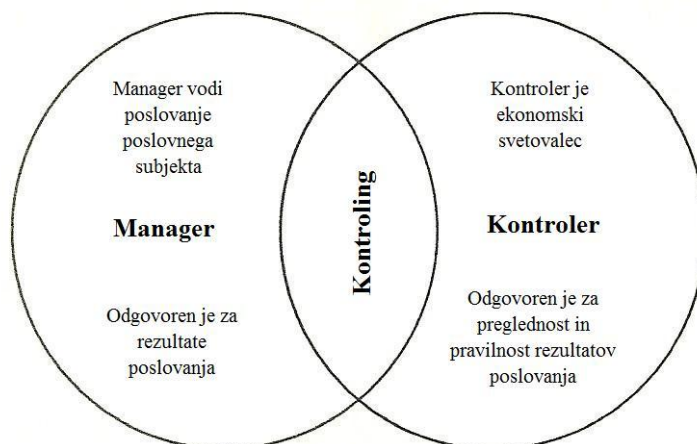 Manager vodi
poslovanje
poslovnega
subjekta
Manager
Odgovoren je za
rezultate
poslovanja
Kontroling
Kontroler je
ekonomski
svetovalec
Kontroler
Odgovoren je za
preglednost in
pravilnost rezultatov
poslovanja